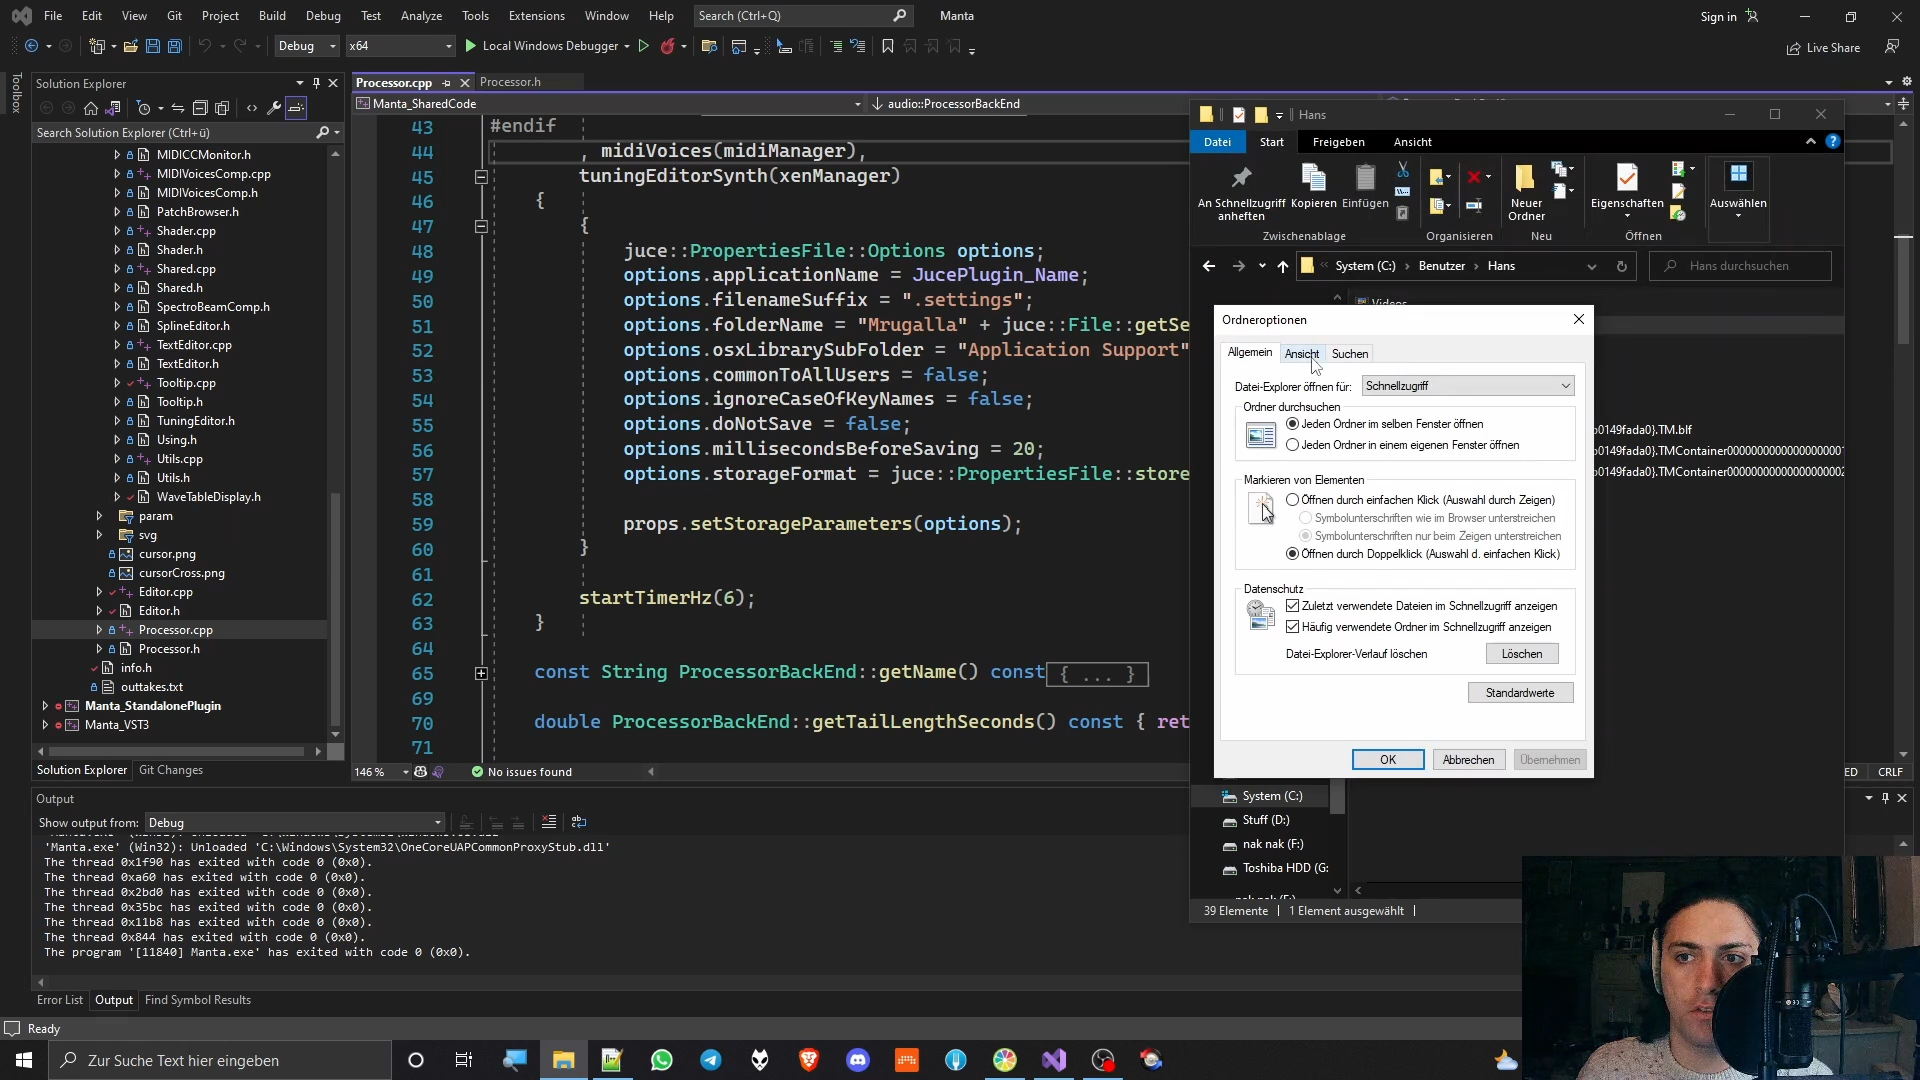 File Edit View Git Project Build Debug Test Analyze Tools Extensions Window Help Search (Ctrl+Q) Manta Sign in
Debug x64 Local Windows Debugger Live Share
Toolbox
Solution Explorer
Search Solution Explorer (Ctrl+ü)
MIDICCMonitor.h
MIDIVoicesComp.cpp
MIDIVoicesComp.h
PatchBrowser.h
Shader.cpp
Shader.h
Shared.cpp
Shared.h
SpectroBeamComp.h
SplineEditor.h
TextEditor.cpp
TextEditor.h
Tooltip.cpp
Tooltip.h
TuningEditor.h
Using.h
Utils.cpp
Utils.h
WaveTableDisplay.h
param
svg
cursor.png
cursorCross.png
Editor.cpp
Editor.h
Processor.cpp
Processor.h
info.h
outtakes.txt
Manta_StandalonePlugin
Manta_VST3
Solution Explorer Git Changes
Processor.cpp Processor.h
Manta_SharedCode audio::ProcessorBackEnd
43 #endif
44 , midiVoices(midiManager),
45 tuningEditorSynth(xenManager)
46 {
47 {
48 juce::PropertiesFile::Options options;
49 options.applicationName = JucePlugin_Name;
50 options.filenameSuffix = ".settings";
51 options.folderName = "Mrugalla" + juce::File::getSe
52 options.osxLibrarySubFolder = "Application Support"
53 options.commonToAllUsers = false;
54 options.ignoreCaseOfKeyNames = false;
55 options.doNotSave = false;
56 options.millisecondsBeforeSaving = 20;
57 options.storageFormat = juce::PropertiesFile::store
58
59 props.setStorageParameters(options);
60 }
61
62 startTimerHz(6);
63 }
64
65 const String ProcessorBackEnd::getName() const { ... }
69
70 double ProcessorBackEnd::getTailLengthSeconds() const { ret
71
146 % No issues found
CRLF
Hans
Datei Start Freigeben Ansicht
An Schnellzugriff anheften Kopieren Einfügen Neuer Ordner Eigenschaften Auswählen
Zwischenablage Organisieren Neu Öffnen
System (C:) Benutzer Hans Hans durchsuchen
Videos
b0149fada0}.TM.blf
b0149fada0}.TMContainer00000000000000000001
b0149fada0}.TMContainer00000000000000000002
Ordneroptionen
Allgemein Ansicht Suchen
Datei-Explorer öffnen für: Schnellzugriff
Ordner durchsuchen
Jeden Ordner im selben Fenster öffnen
Jeden Ordner in einem eigenen Fenster öffnen
Markieren von Elementen
Öffnen durch einfachen Klick (Auswahl durch Zeigen)
Symbolunterschriften wie im Browser unterstreichen
Symbolunterschriften nur beim Zeigen unterstreichen
Öffnen durch Doppelklick (Auswahl d. einfachen Klick)
Datenschutz
Zuletzt verwendete Dateien im Schnellzugriff anzeigen
Häufig verwendete Ordner im Schnellzugriff anzeigen
Datei-Explorer-Verlauf löschen Löschen
Standardwerte
OK Abbrechen Übernehmen
System (C:)
Stuff (D:)
nak nak (F:)
Toshiba HDD (G:
39 Elemente 1 Element ausgewählt
Output
Show output from: Debug
'Manta.exe' (Win32): Unloaded 'C:\Windows\System32\OneCoreUAPCommonProxyStub.dll'
The thread 0x1f90 has exited with code 0 (0x0).
The thread 0xa60 has exited with code 0 (0x0).
The thread 0x2bd0 has exited with code 0 (0x0).
The thread 0x35bc has exited with code 0 (0x0).
The thread 0x11b8 has exited with code 0 (0x0).
The thread 0x844 has exited with code 0 (0x0).
The program '[11840] Manta.exe' has exited with code 0 (0x0).
Error List Output Find Symbol Results
Ready
Zur Suche Text hier eingeben